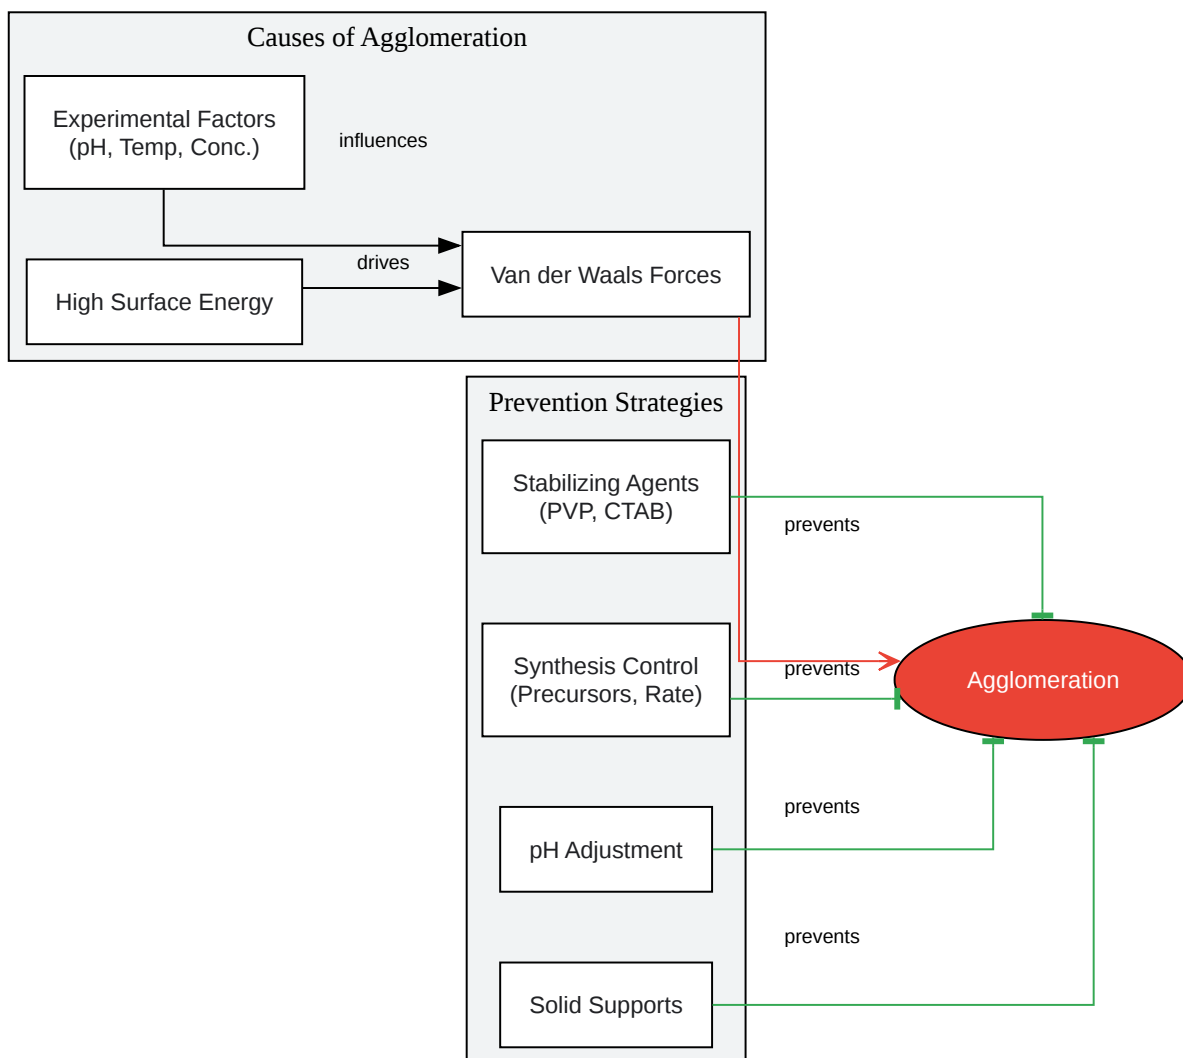 Causes of Agglomeration
Experimental Factors
(pH, Temp, Conc.)
influences
drives
Van der Waals Forces
High Surface Energy
Prevention Strategies
Stabilizing Agents
(PVP, CTAB)
prevents
Synthesis Control
(Precursors, Rate)
prevents
Agglomeration
prevents
pH Adjustment
prevents
Solid Supports